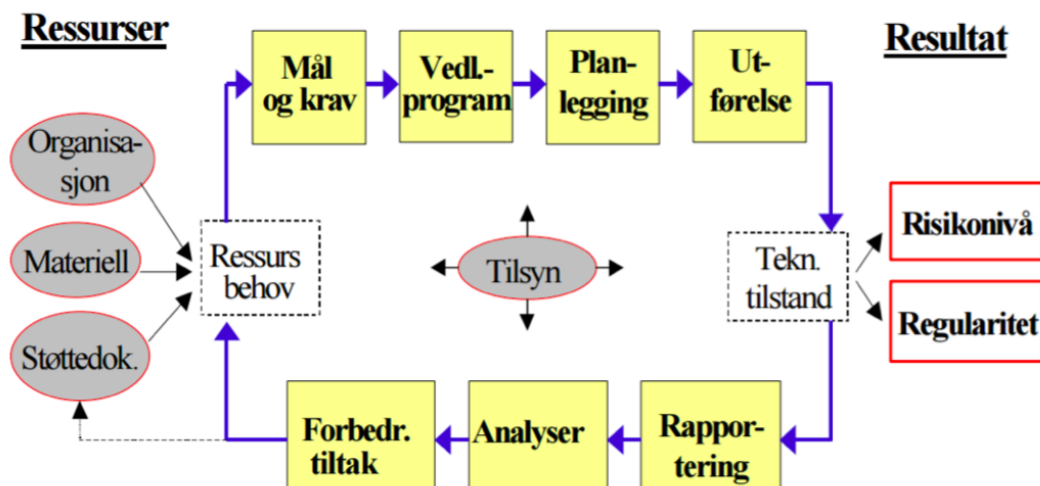 Ressurser
Resultat
Mål
og krav
Vedl.-
program
Plan-
legging
Ut-
førelse
Organisa-
sjon
Materiell
Støttedok.
Ressurs
behov
Tilsyn
Tekn.
tilstand
Risikonivå
Regularitet
Forbedr.
tiltak
Analyser
Rappor-
tering